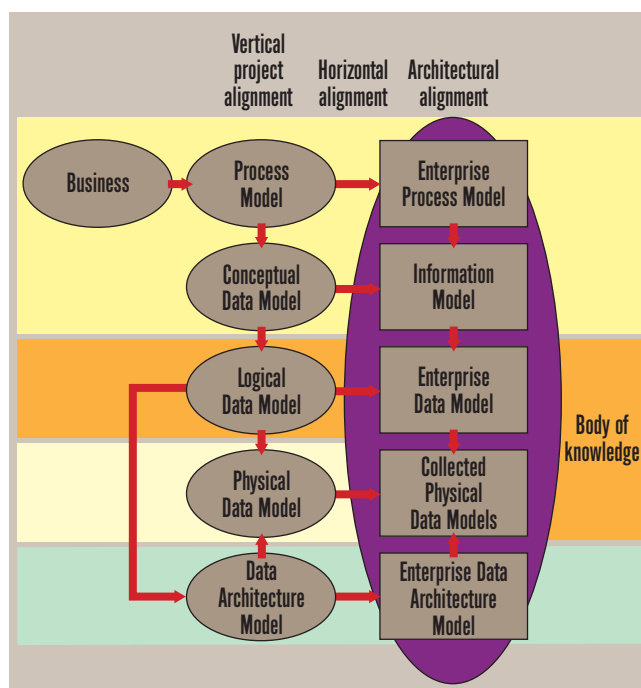 Vertical
project
alignment
Horizontal
alignment
Architectural
alignment
Business
Process
Model
Enterprise
Process Model
Conceptual
Data Model
Information
Model
Logical
Data Model
Enterprise
Data Model
Body of
knowledge
Physical
Data Model
Collected
Physical
Data Models
Data
Architecture
Model
Enterprise Data
Architecture
Model